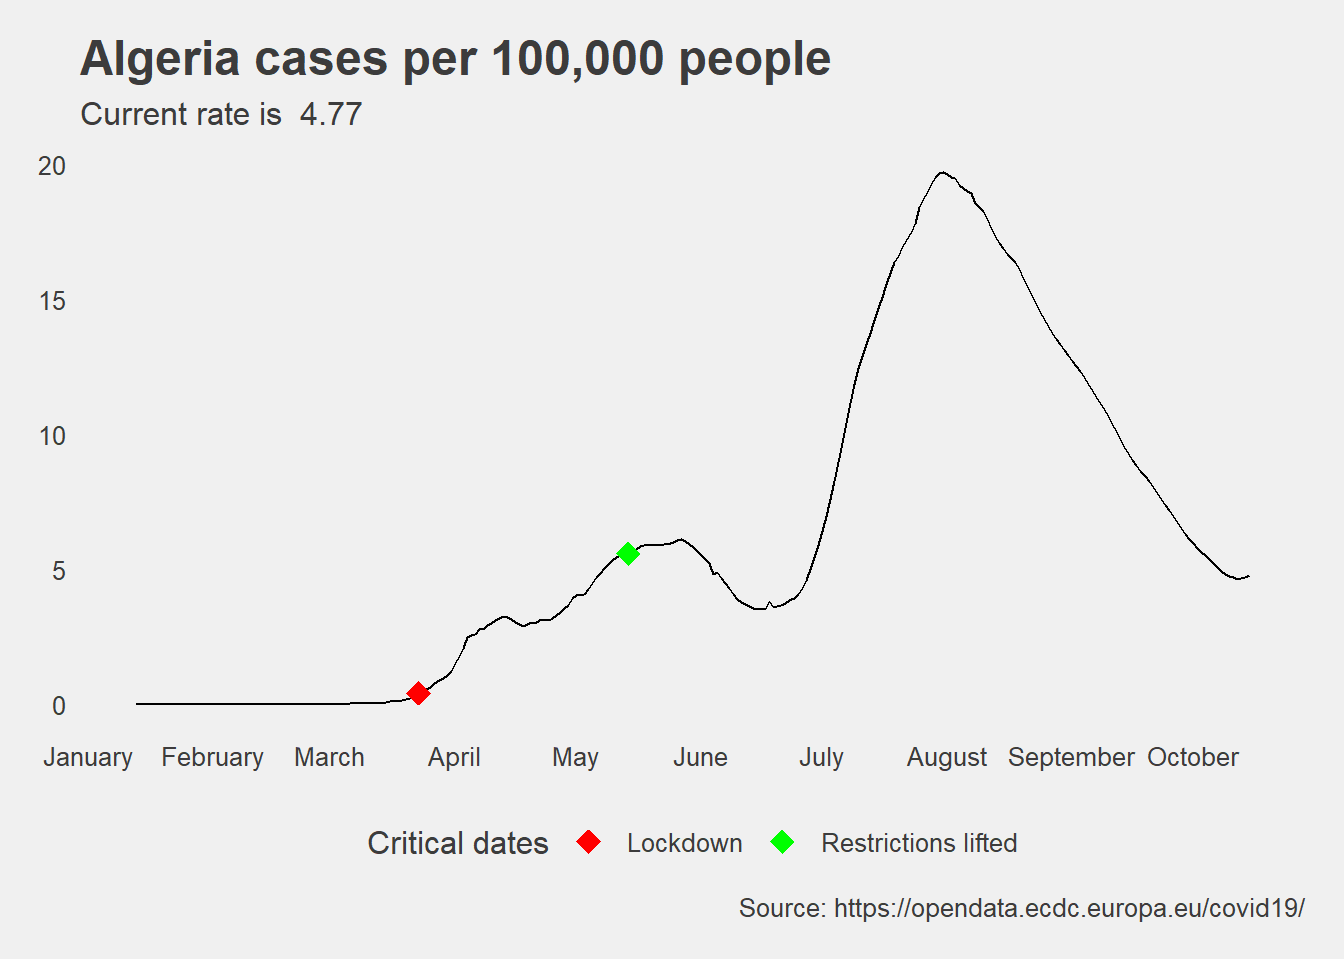 Algeria cases per 100,000 people
Current rate is  4.77
20
15
10
5
0
January February March April May June July August September October
Critical dates Lockdown Restrictions lifted
Source: https://opendata.ecdc.europa.eu/covid19/